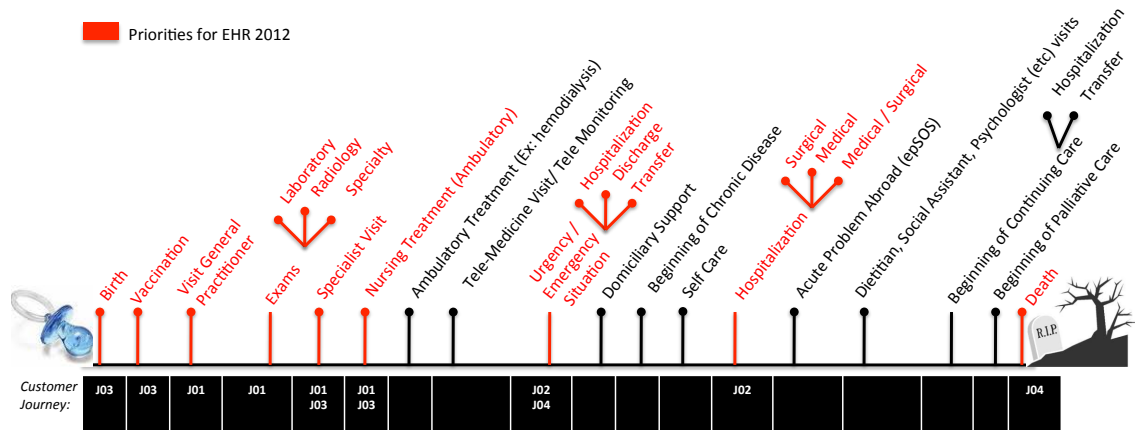 Priorities for EHR 2012
Birth
Vaccination
Visit General
Practitioner
Exams
Laboratory
Radiology
Specialty
Specialist Visit
Nursing Treatment (Ambulatory)
Ambulatory Treatment (Ex: hemodialysis)
Tele-Medicine Visit/ Tele Monitoring
Urgency /
Emergency
Situation
Hospitalization
Discharge
Transfer
Domiciliary Support
Beginning of Chronic Disease
Self Care
Hospitalization
Surgical
Medical
Medical / Surgical
Acute Problem Abroad (epSOS)
Dietitian, Social Assistant, Psychologist (etc) visits
Beginning of Continuing Care
Hospitalization
Transfer
Beginning of Palliative Care
Death
R.I.P.
Customer
Journey:
J03
J03
J01
J01
J01
J03
J01
J03
J02
J04
J02
J04